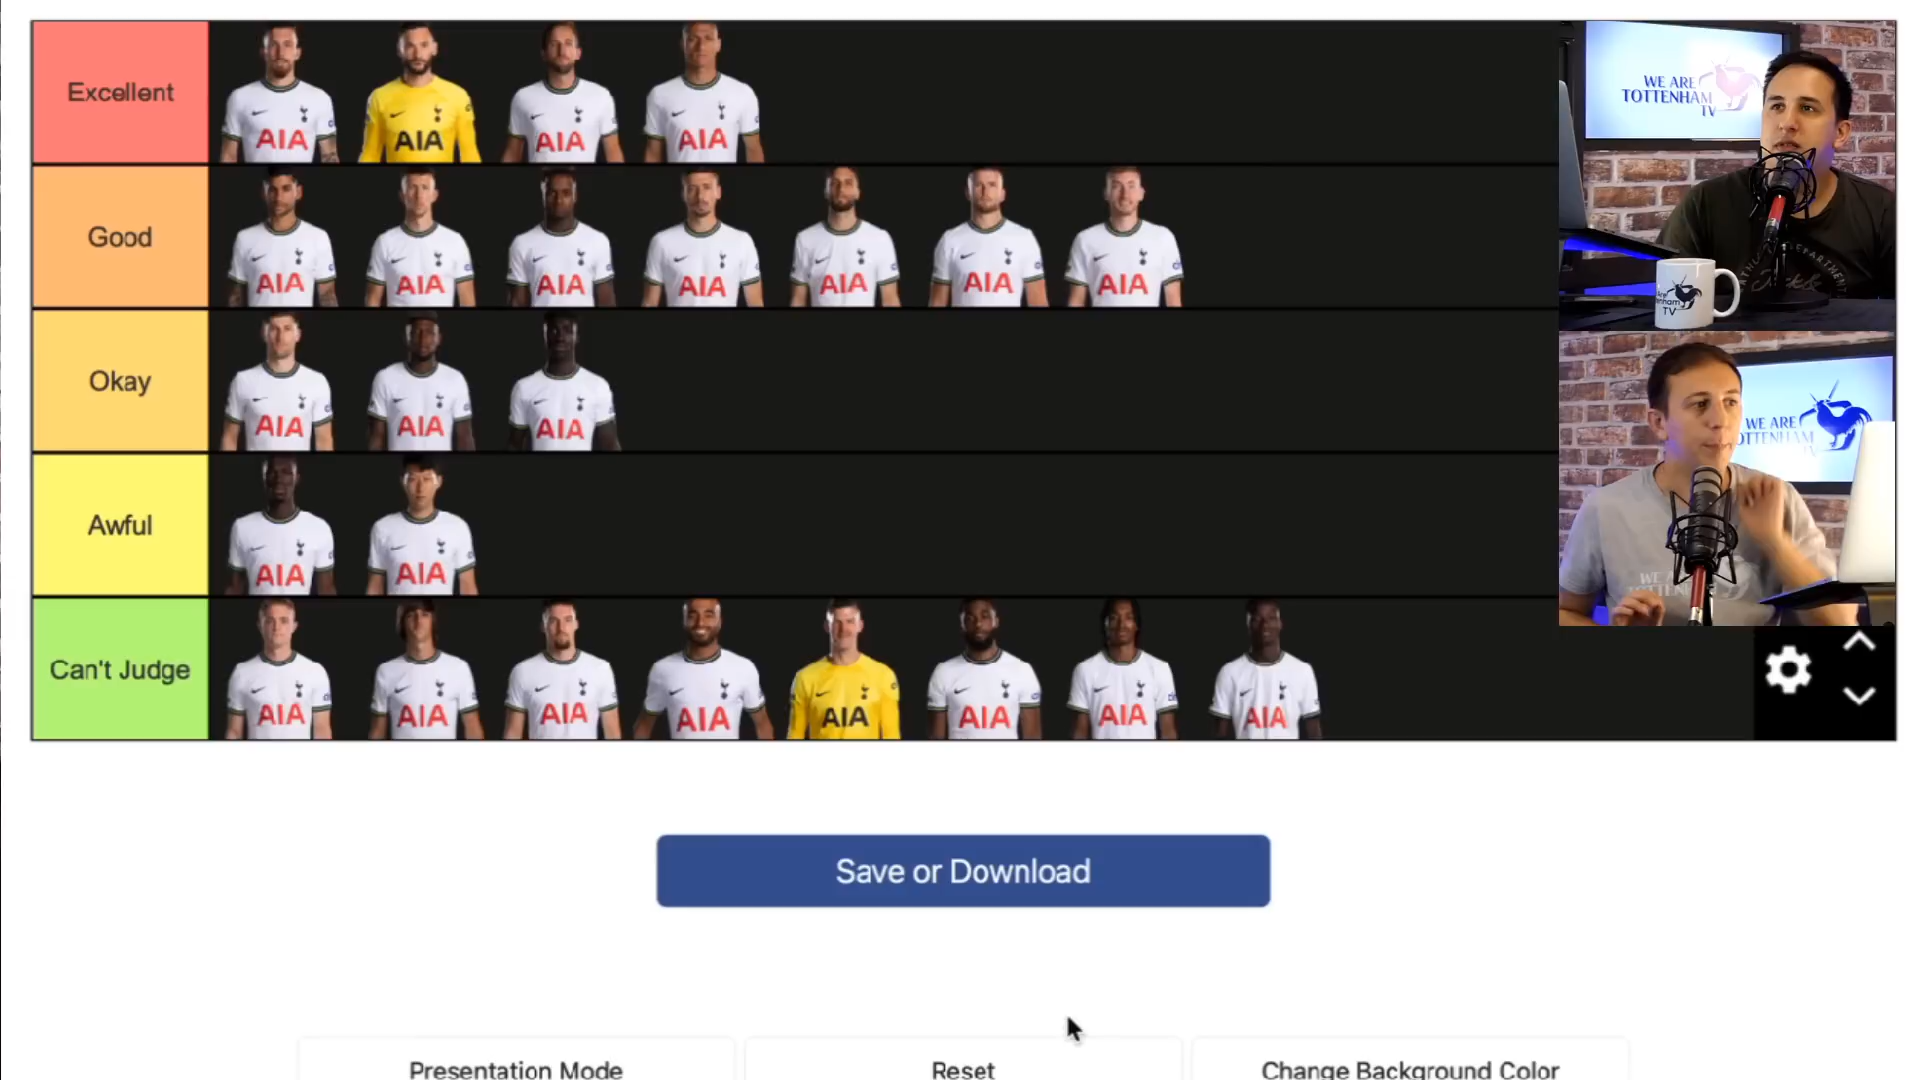 Excellent
AIA AIA AIA AIA
Good
AIA AIA AIA AIA AIA AIA AIA
Okay
AIA AIA AIA
Awful
AIA AIA
Can't Judge
AIA AIA AIA AIA AIA AIA AIA AIA
WE ARE
TOTTENHAM
TV
TV
WE ARE
OTTENHAM
Save or Download
Presentation Mode
Reset
Change Background Color